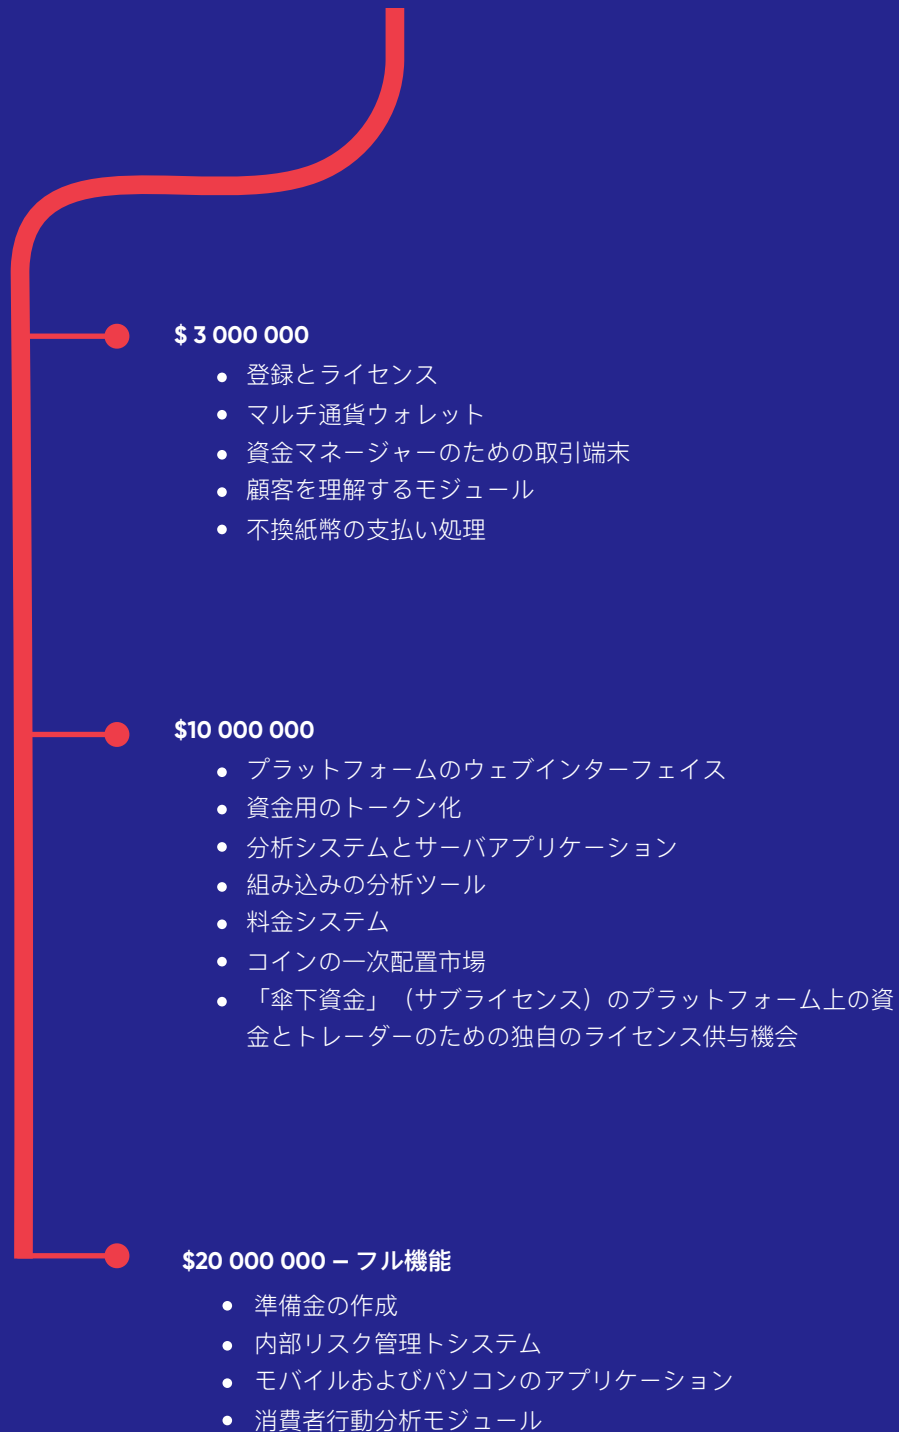 $ 3 000 000
• 登録とライセンス
• マルチ通貨ウォレット
• 資金マネージャーのための取引端末
• 顧客を理解するモジュール
• 不換紙幣の支払い処理
$10 000 000
• プラットフォームのウェブインターフェイス
• 資金用のトークン化
• 分析システムとサーバアプリケーション
• 組み込みの分析ツール
• 料金システム
• コインの一次配置市場
• 「傘下資金」（サブライセンス）のプラットフォーム上の資
金とトレーダーのための独自のライセンス供与機会
$20 000 000 – フル機能
• 準備金の作成
• 内部リスク管理トシステム
• モバイルおよびパソコンのアプリケーション
• 消費者行動分析モジュール